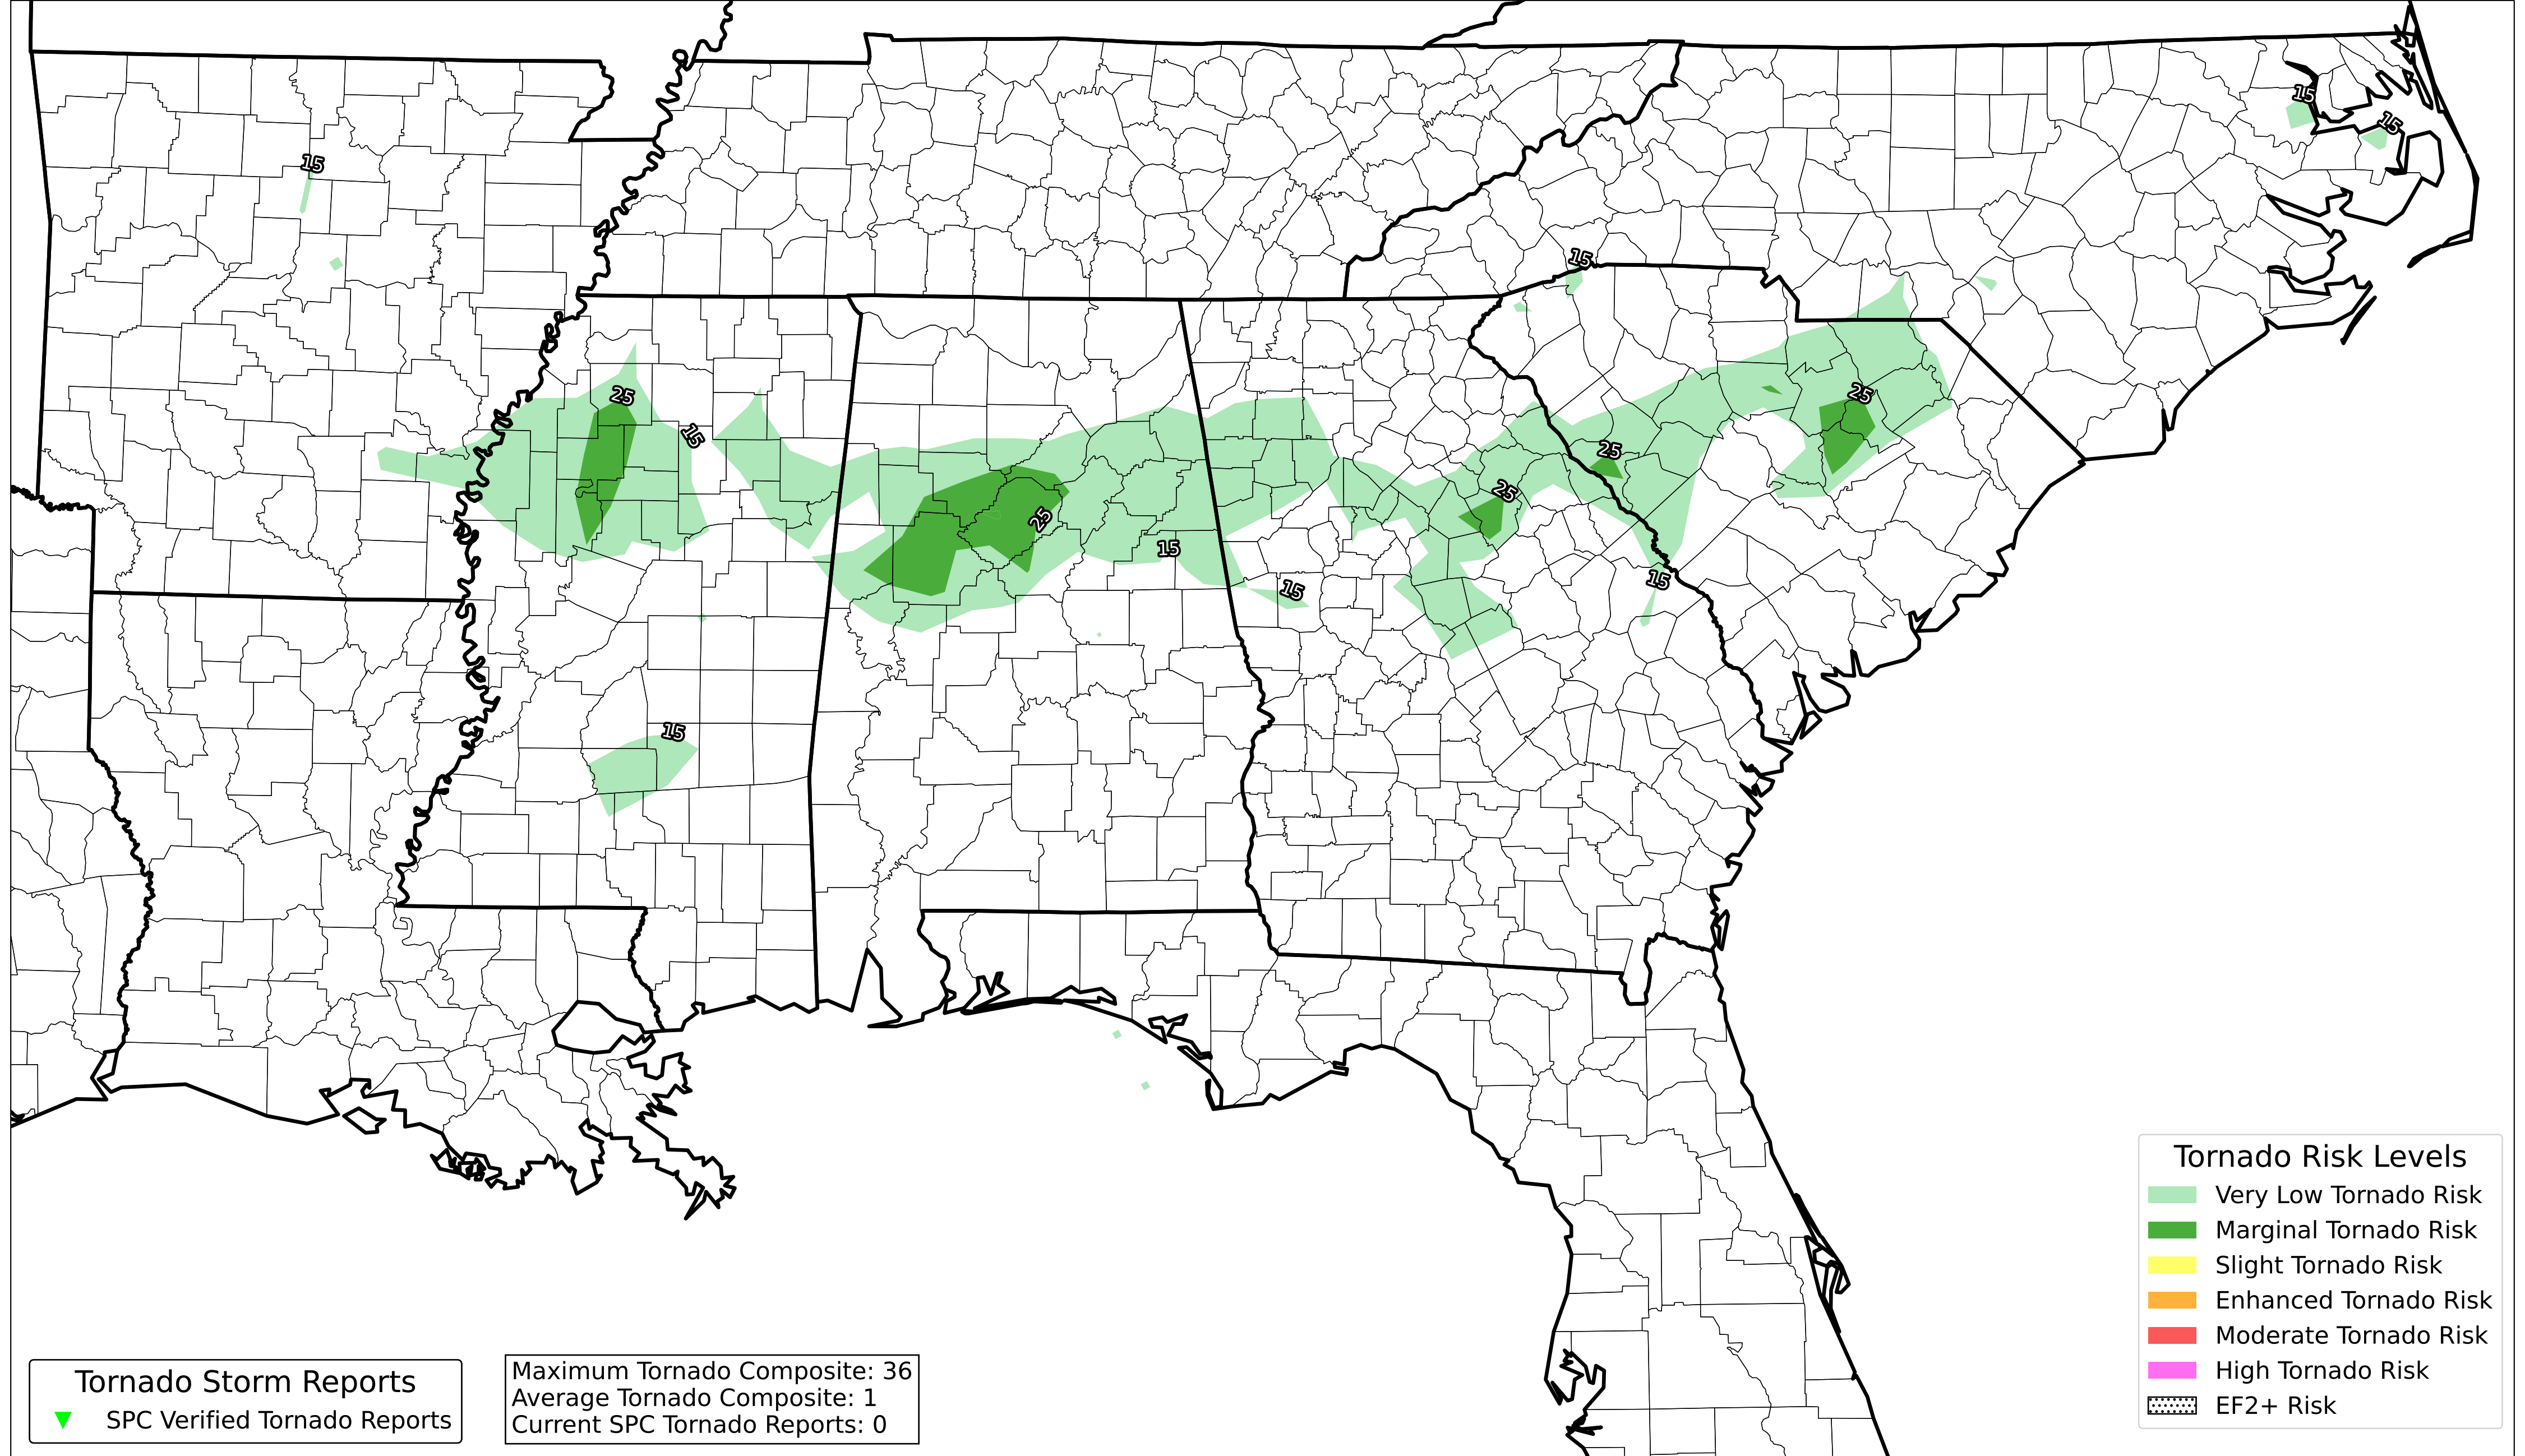 15
15
15
15
25
25
15
25
25
25
15
15
15
15
15
Tornado Risk Levels
Very Low Tornado Risk
Marginal Tornado Risk
Slight Tornado Risk
Enhanced Tornado Risk
Moderate Tornado Risk
High Tornado Risk
EF2+ Risk
Tornado Storm Reports
SPC Verified Tornado Reports
Maximum Tornado Composite: 36
Average Tornado Composite: 1
Current SPC Tornado Reports: 0